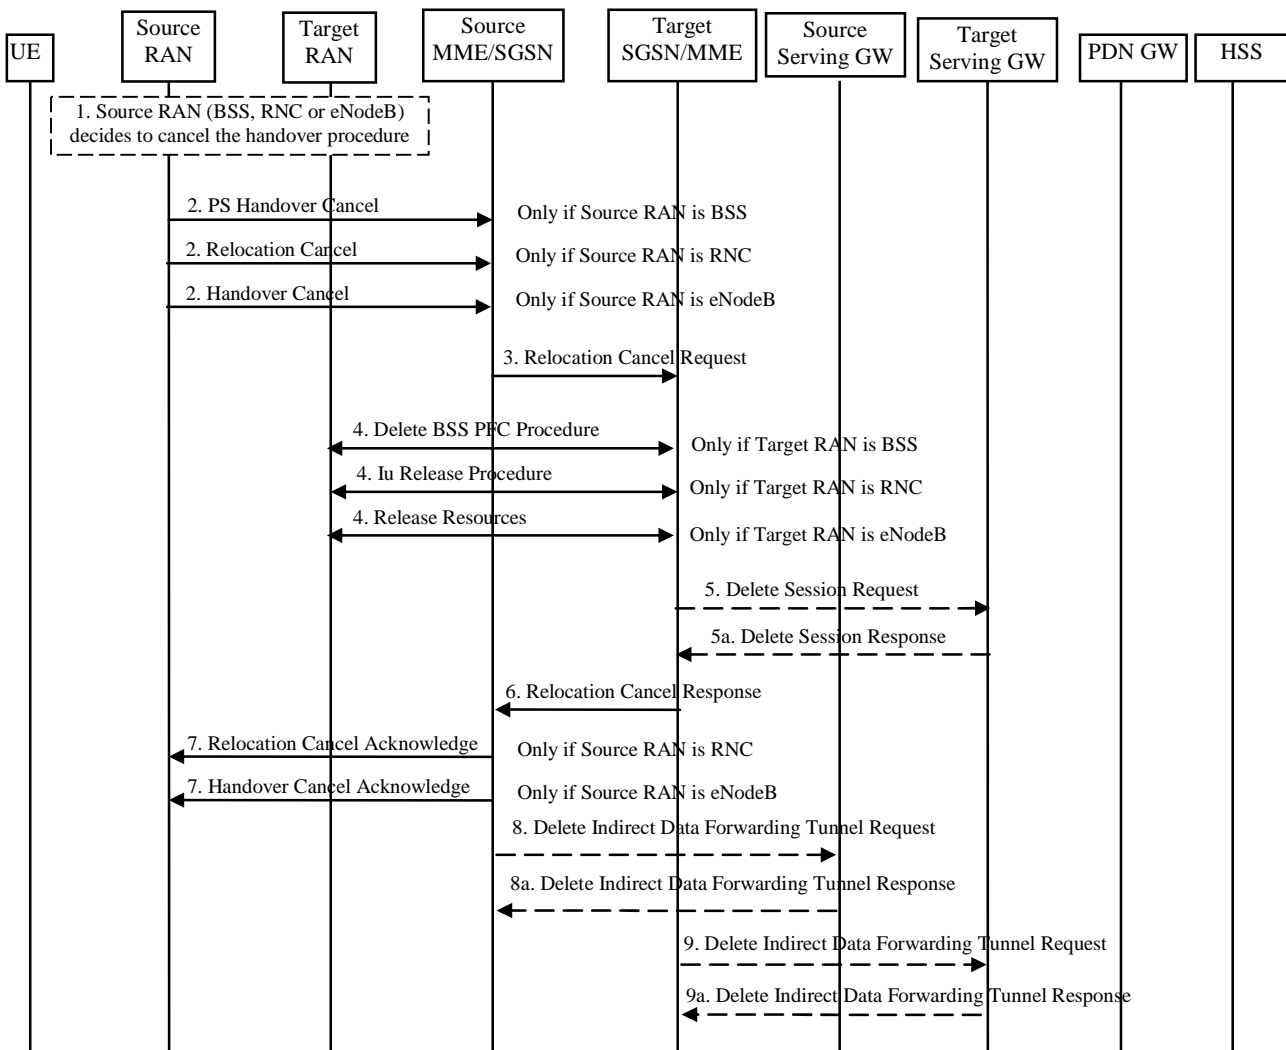 UE
Source
RAN
Target
RAN
Source
MME/SGSN
Target
SGSN/MME
Source
Serving GW
Target
Serving GW
PDN GW
HSS
1. Source RAN (BSS, RNC or eNodeB)
decides to cancel the handover procedure
2. PS Handover Cancel
Only if Source RAN is BSS
2. Relocation Cancel
Only if Source RAN is RNC
2. Handover Cancel
Only if Source RAN is eNodeB
3. Relocation Cancel Request
4. Delete BSS PFC Procedure
Only if Target RAN is BSS
4. Iu Release Procedure
Only if Target RAN is RNC
4. Release Resources
Only if Target RAN is eNodeB
5. Delete Session Request
5a. Delete Session Response
6. Relocation Cancel Response
7. Relocation Cancel Acknowledge
Only if Source RAN is RNC
7. Handover Cancel Acknowledge
Only if Source RAN is eNodeB
8. Delete Indirect Data Forwarding Tunnel Request
8a. Delete Indirect Data Forwarding Tunnel Response
9. Delete Indirect Data Forwarding Tunnel Request
9a. Delete Indirect Data Forwarding Tunnel Response